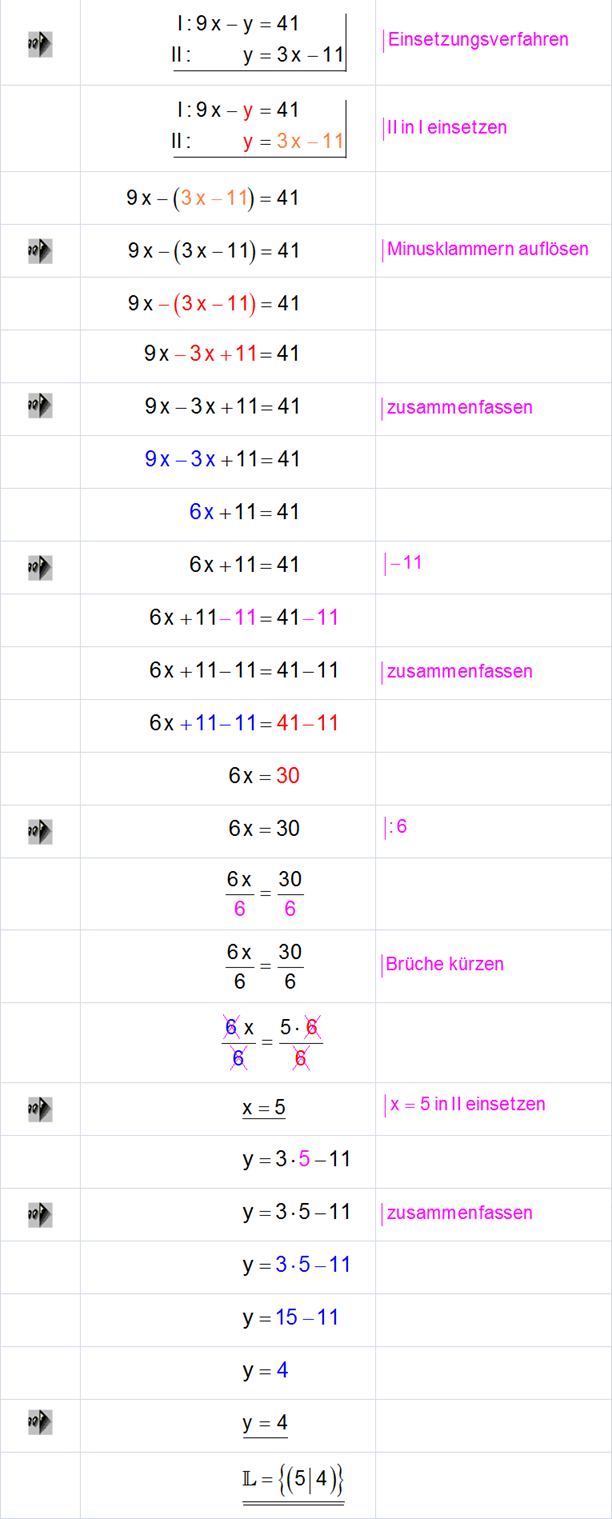 I: 9x − y = 41 |Einsetzungsverfahren
II: y = 3x − 11
I: 9x − y = 41 |II in I einsetzen
II: y = 3x − 11
9x − (3x − 11) = 41
9x − (3x − 11) = 41 |Minusklammern auflösen
9x − (3x − 11) = 41
9x − 3x + 11 = 41
9x − 3x + 11 = 41 |zusammenfassen
9x − 3x + 11 = 41
6x + 11 = 41
6x + 11 = 41 |−11
6x + 11 − 11 = 41 − 11
6x + 11 − 11 = 41 − 11 |zusammenfassen
6x + 11 − 11 = 41 − 11
6x = 30
6x = 30 |: 6
6x/6 = 30/6
6x/6 = 30/6 |Brüche kürzen
6x/6 = 5·6/6
x = 5 |x = 5 in II einsetzen
y = 3·5 − 11
y = 3·5 − 11 |zusammenfassen
y = 3·5 − 11
y = 15 − 11
y = 4
y = 4
𝕃 = {(5|4)}